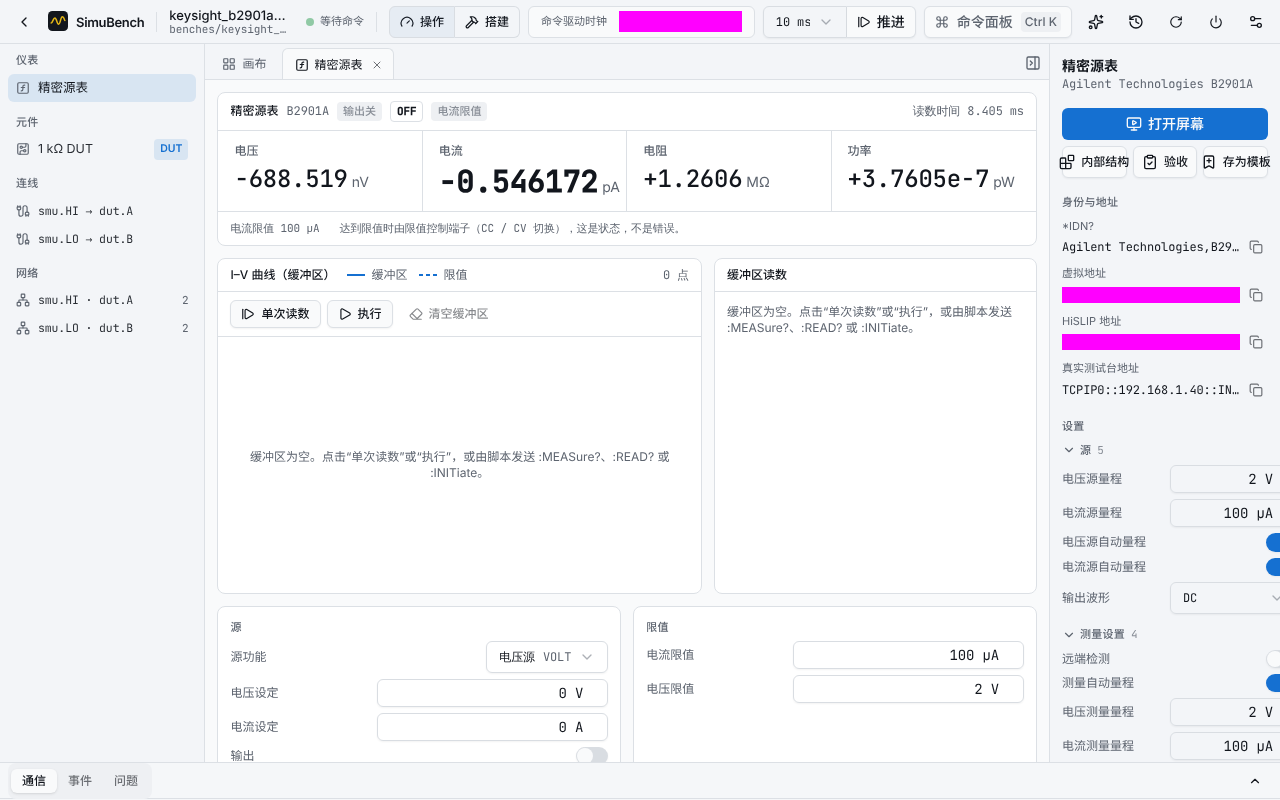 SimuBench
keysight_b2901a...
benches/keysight_...
等待命令
操作
搭建
命令驱动时钟
10 ms
推进
命令面板 Ctrl K
仪表
精密源表
元件
1 kΩ DUT DUT
连线
smu.HI → dut.A
smu.LO → dut.B
网络
smu.HI · dut.A 2
smu.LO · dut.B 2
画布
精密源表
精密源表 B2901A 输出关 OFF 电流限值 读数时间 8.405 ms
电压
-688.519 nV
电流
-0.546172 pA
电阻
+1.2606 MΩ
功率
+3.7605e-7 pW
电流限值 100 μA 达到限值时由限值控制端子（CC / CV 切换），这是状态，不是错误。
I–V 曲线（缓冲区） 缓冲区 限值 0 点
单次读数
执行
清空缓冲区
缓冲区为空。点击“单次读数”或“执行”，或由脚本发送 :MEASure?、:READ? 或
:INITiate。
缓冲区读数
缓冲区为空。点击“单次读数”或“执行”，或由脚本发送
:MEASure?、:READ? 或 :INITiate。
源
源功能 电压源 VOLT
电压设定 0 V
电流设定 0 A
输出
限值
电流限值 100 μA
电压限值 2 V
精密源表
Agilent Technologies B2901A
打开屏幕
内部结构
验收
存为模板
身份与地址
*IDN?
Agilent Technologies,B29…
虚拟地址
HiSLIP 地址
真实测试台地址
TCPIP0::192.168.1.40::IN…
设置
源 5
电压源量程 2 V
电流源量程 100 μA
电压源自动量程
电流源自动量程
输出波形 DC
测量设置 4
远端检测
测量自动量程
电压测量量程 2 V
电流测量量程 100 μA
通信
事件
问题